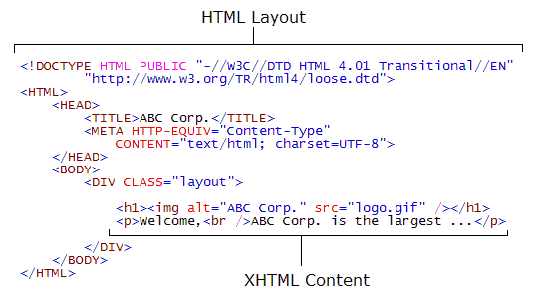 HTML Layout
<!DOCTYPE HTML PUBLIC "-//W3C//DTD HTML 4.01 Transitional//EN"
"http://www.w3.org/TR/html4/loose.dtd">
<HTML>
<HEAD>
<TITLE>ABC Corp.</TITLE>
<META HTTP-EQUIV="Content-Type"
CONTENT="text/html; charset=UTF-8">
</HEAD>
<BODY>
<DIV CLASS="layout">
<h1><img alt="ABC Corp." src="logo.gif" /></h1>
<p>Welcome,<br />ABC Corp. is the largest ...</p>
</DIV>
</BODY>
</HTML>
XHTML Content